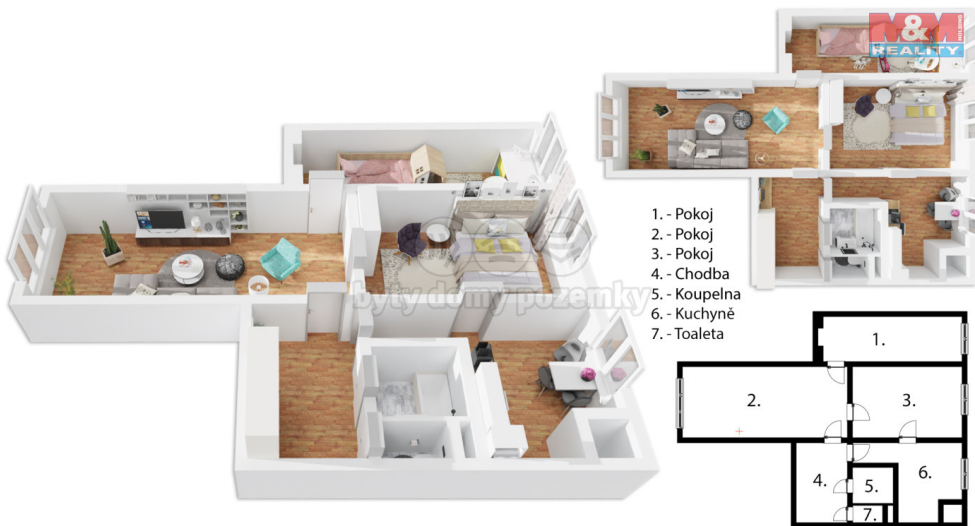 M&M
HOLDING
REALITY
byty domy pozemky
1. - Pokoj
2. - Pokoj
3. - Pokoj
4. - Chodba
5. - Koupelna
6. - Kuchyně
7. - Toaleta
1.
2.
3.
4.
5.
6.
7.